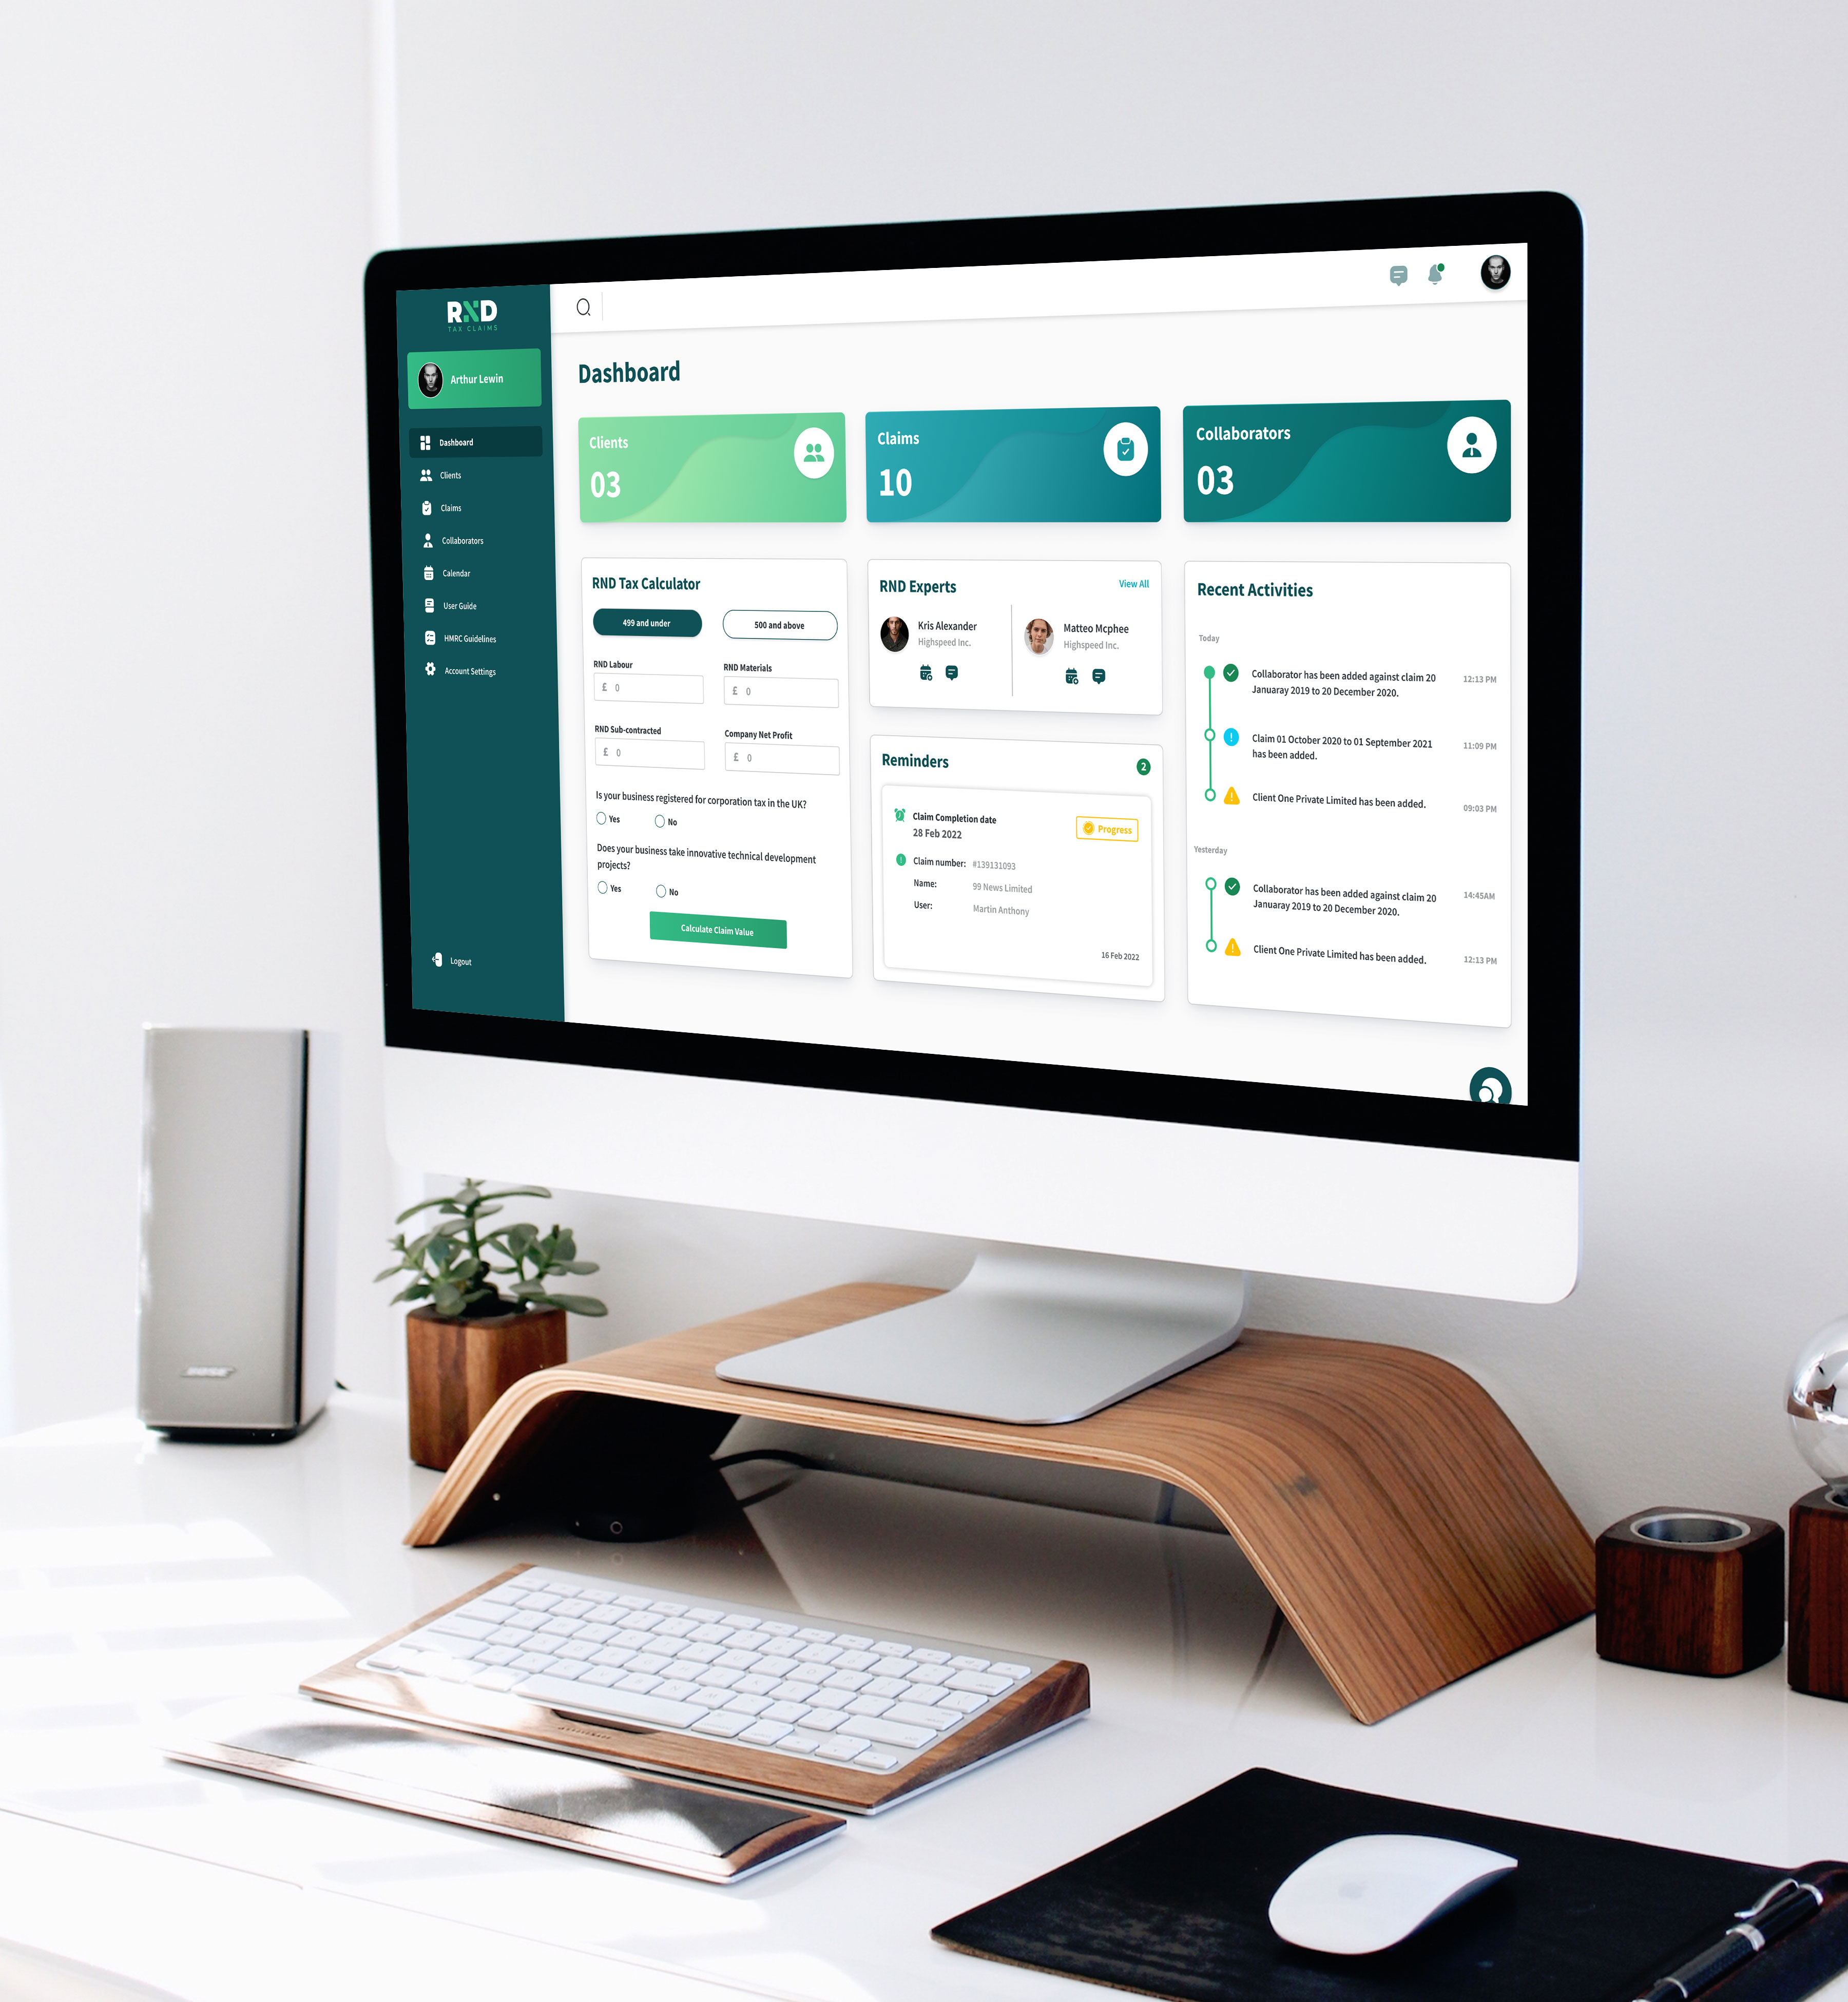 RND
TAX CLAIMS
Arthur Lewin
Dashboard
Clients
Claims
Collaborators
Calendar
User Guide
HMRC Guidelines
Account Settings
Logout
Dashboard
Clients
03
Claims
10
Collaborators
03
RND Tax Calculator
499 and under
500 and above
RND Labour
RND Materials
£ 0
£ 0
RND Sub-contracted
Company Net Profit
£ 0
£ 0
Is your business registered for corporation tax in the UK?
Yes
No
Does your business take innovative technical development
projects?
Yes
No
Calculate Claim Value
RND Experts
View All
Kris Alexander
Highspeed Inc.
Matteo Mcphee
Highspeed Inc.
Reminders
2
Claim Completion date
28 Feb 2022
Progress
Claim number: #139131093
Name: 99 News Limited
User: Martin Anthony
16 Feb 2022
Recent Activities
Today
Collaborator has been added against claim 20
Januaray 2019 to 20 December 2020.
12:13 PM
Claim 01 October 2020 to 01 September 2021
has been added.
11:09 PM
Client One Private Limited has been added.
09:03 PM
Yesterday
Collaborator has been added against claim 20
Januaray 2019 to 20 December 2020.
14:45AM
Client One Private Limited has been added.
12:13 PM
BOSE